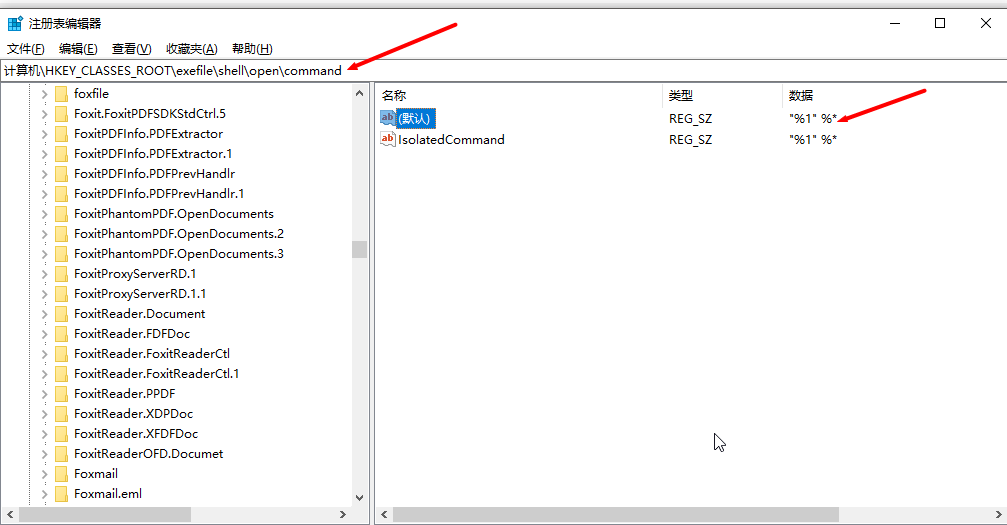 注册表编辑器
文件(F) 编辑(E) 查看(V) 收藏夹(A) 帮助(H)
计算机\HKEY_CLASSES_ROOT\exefile\shell\open\command
foxfile
Foxit.FoxitPDFSDKStdCtrl.5
FoxitPDFInfo.PDFExtractor
FoxitPDFInfo.PDFExtractor.1
FoxitPDFInfo.PDFPrevHandlr
FoxitPDFInfo.PDFPrevHandlr.1
FoxitPhantomPDF.OpenDocuments
FoxitPhantomPDF.OpenDocuments.2
FoxitPhantomPDF.OpenDocuments.3
FoxitProxyServerRD.1
FoxitProxyServerRD.1.1
FoxitReader.Document
FoxitReader.FDFDoc
FoxitReader.FoxitReaderCtl
FoxitReader.FoxitReaderCtl.1
FoxitReader.PPDF
FoxitReader.XDPDoc
FoxitReader.XFDFDoc
FoxitReaderOFD.Documet
Foxmail
Foxmail.eml
名称 类型 数据
ab (默认) REG_SZ "%1" %*
ab IsolatedCommand REG_SZ "%1" %*